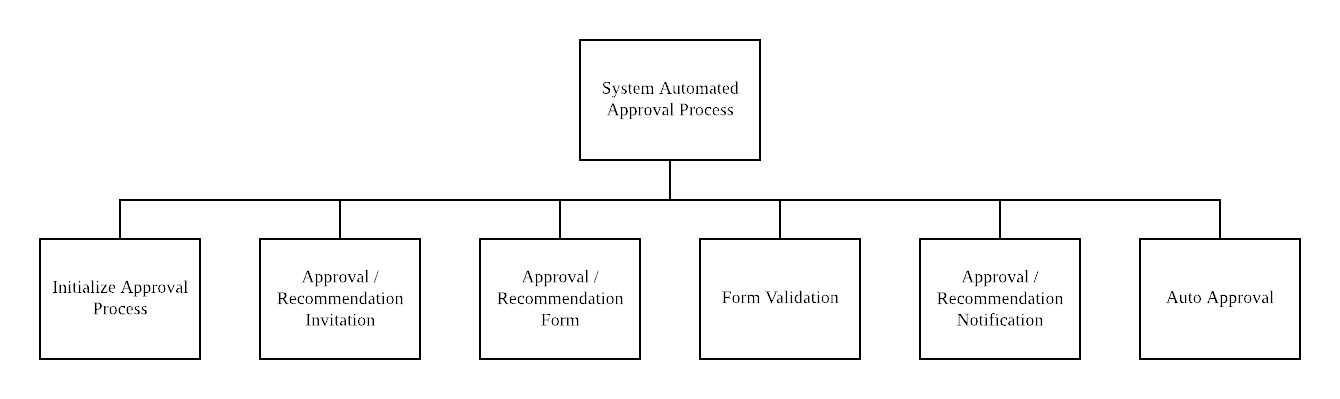 System Automated
Approval Process
Initialize Approval
Process
Approval /
Recommendation
Invitation
Approval /
Recommendation
Form
Form Validation
Approval /
Recommendation
Notification
Auto Approval